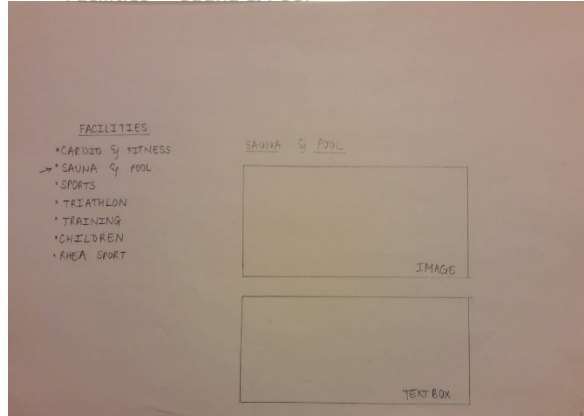 FACILITIES
• CARDIO & FITNESS
→ • SAUNA & POOL
• SPORTS
• TRIATHLON
• TRAINING
• CHILDREN
• RHEA SPORT
SAUNA & POOL
IMAGE
TEXT BOX